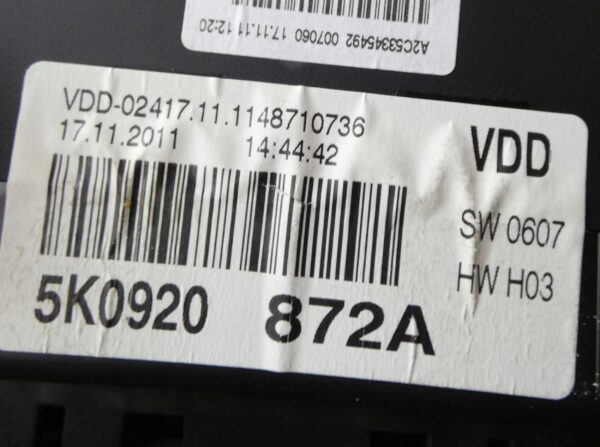 A2C53345492 007060 17.11.11 12:20
VDD-02417.11.1148710736
17.11.2011 14:44:42
VDD
SW 0607
HW H03
5K0920 872A